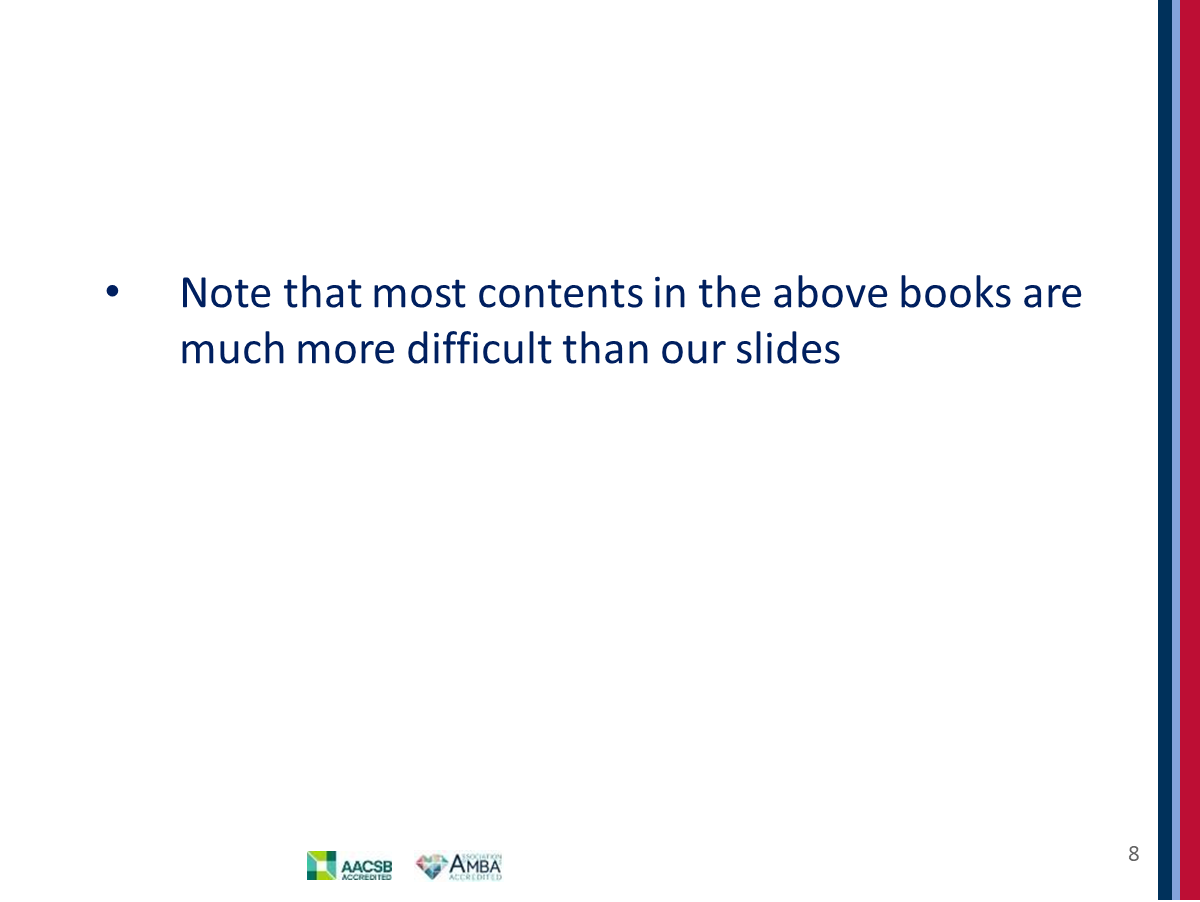 • Note that most contents in the above books are
much more difficult than our slides
AACSB
ACCREDITED
ASSOCIATION
AMBA
ACCREDITED
8